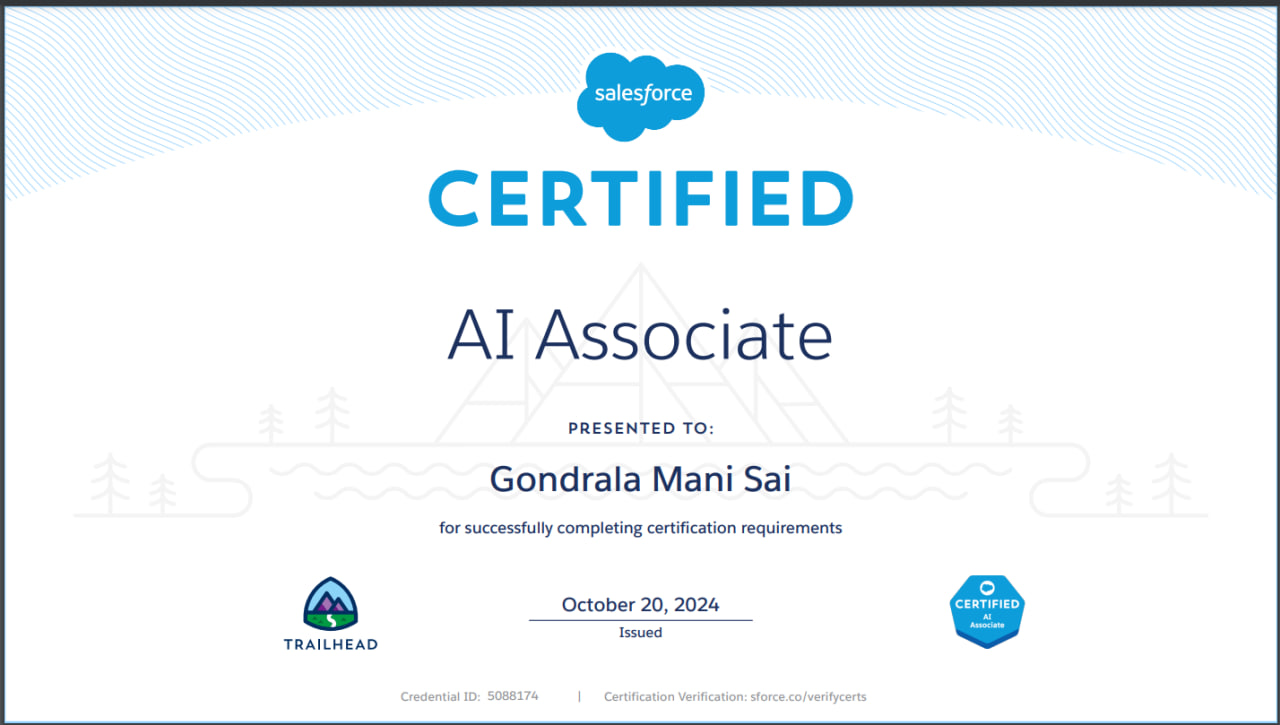 salesforce
CERTIFIED
AI Associate
PRESENTED TO:
Gondrala Mani Sai
for successfully completing certification requirements
TRAILHEAD
October 20, 2024
Issued
CERTIFIED
AI
Associate
Credential ID: 5088174 | Certification Verification: sforce.co/verifycerts